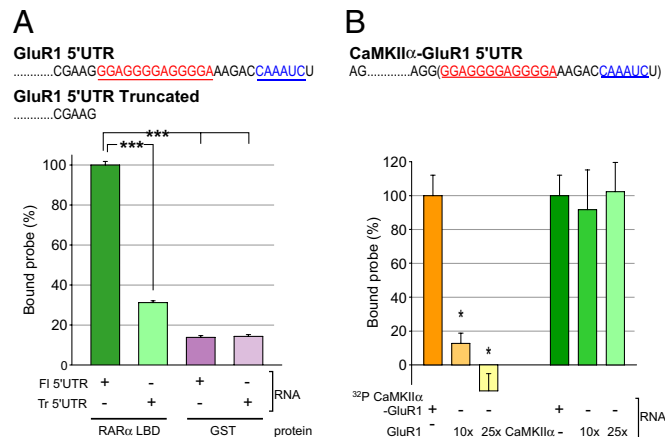 A
GluR1 5'UTR
............CGAAGGGAGGGGAGGGGAAAGACCAAAUCU
GluR1 5'UTR Truncated
............CGAAG
***
***
100
80
60
40
20
0
Bound probe (%)
Fl 5'UTR + - + -
Tr 5'UTR - + - +
RNA
RARα LBD GST protein
B
CaMKIIα-GluR1 5'UTR
AG............AGG(GGAGGGGAGGGGAAAGACCAAAUCU)
120
100
80
60
40
20
0
Bound probe (%)
*
*
32P CaMKIIα
-GluR1 + - - + - -
GluR1 - 10x 25x CaMKIIα - 10x 25x
RNA